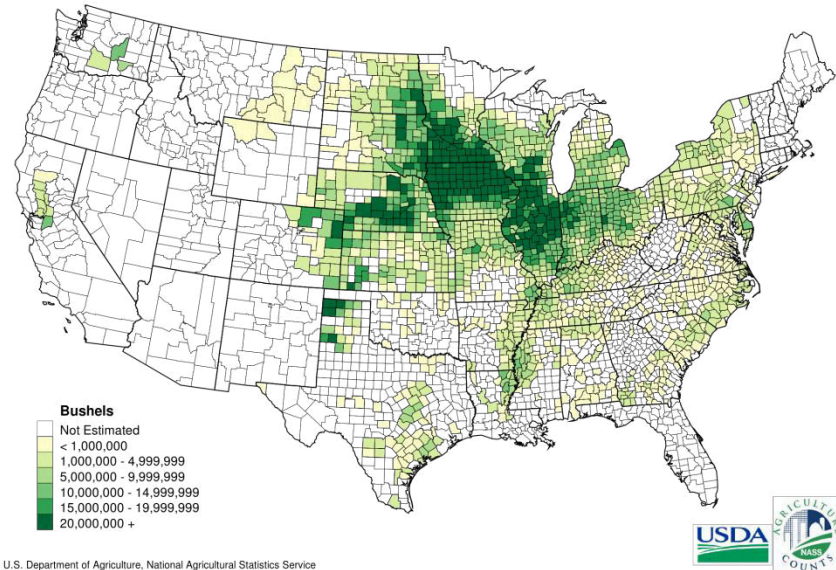 Bushels
Not Estimated
< 1,000,000
1,000,000 - 4,999,999
5,000,000 - 9,999,999
10,000,000 - 14,999,999
15,000,000 - 19,999,999
20,000,000 +
USDA
AGRICULTURE
NASS
COUNTS
U.S. Department of Agriculture, National Agricultural Statistics Service